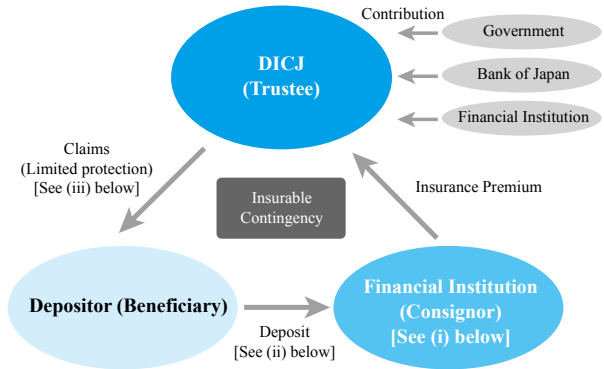 Contribution
Government
DICJ
(Trustee)
Bank of Japan
Financial Institution
Claims
(Limited protection)
[See (iii) below]
Insurable
Contingency
Insurance Premium
Depositor (Beneficiary)
Financial Institution
(Consignor)
[See (i) below]
Deposit
[See (ii) below]